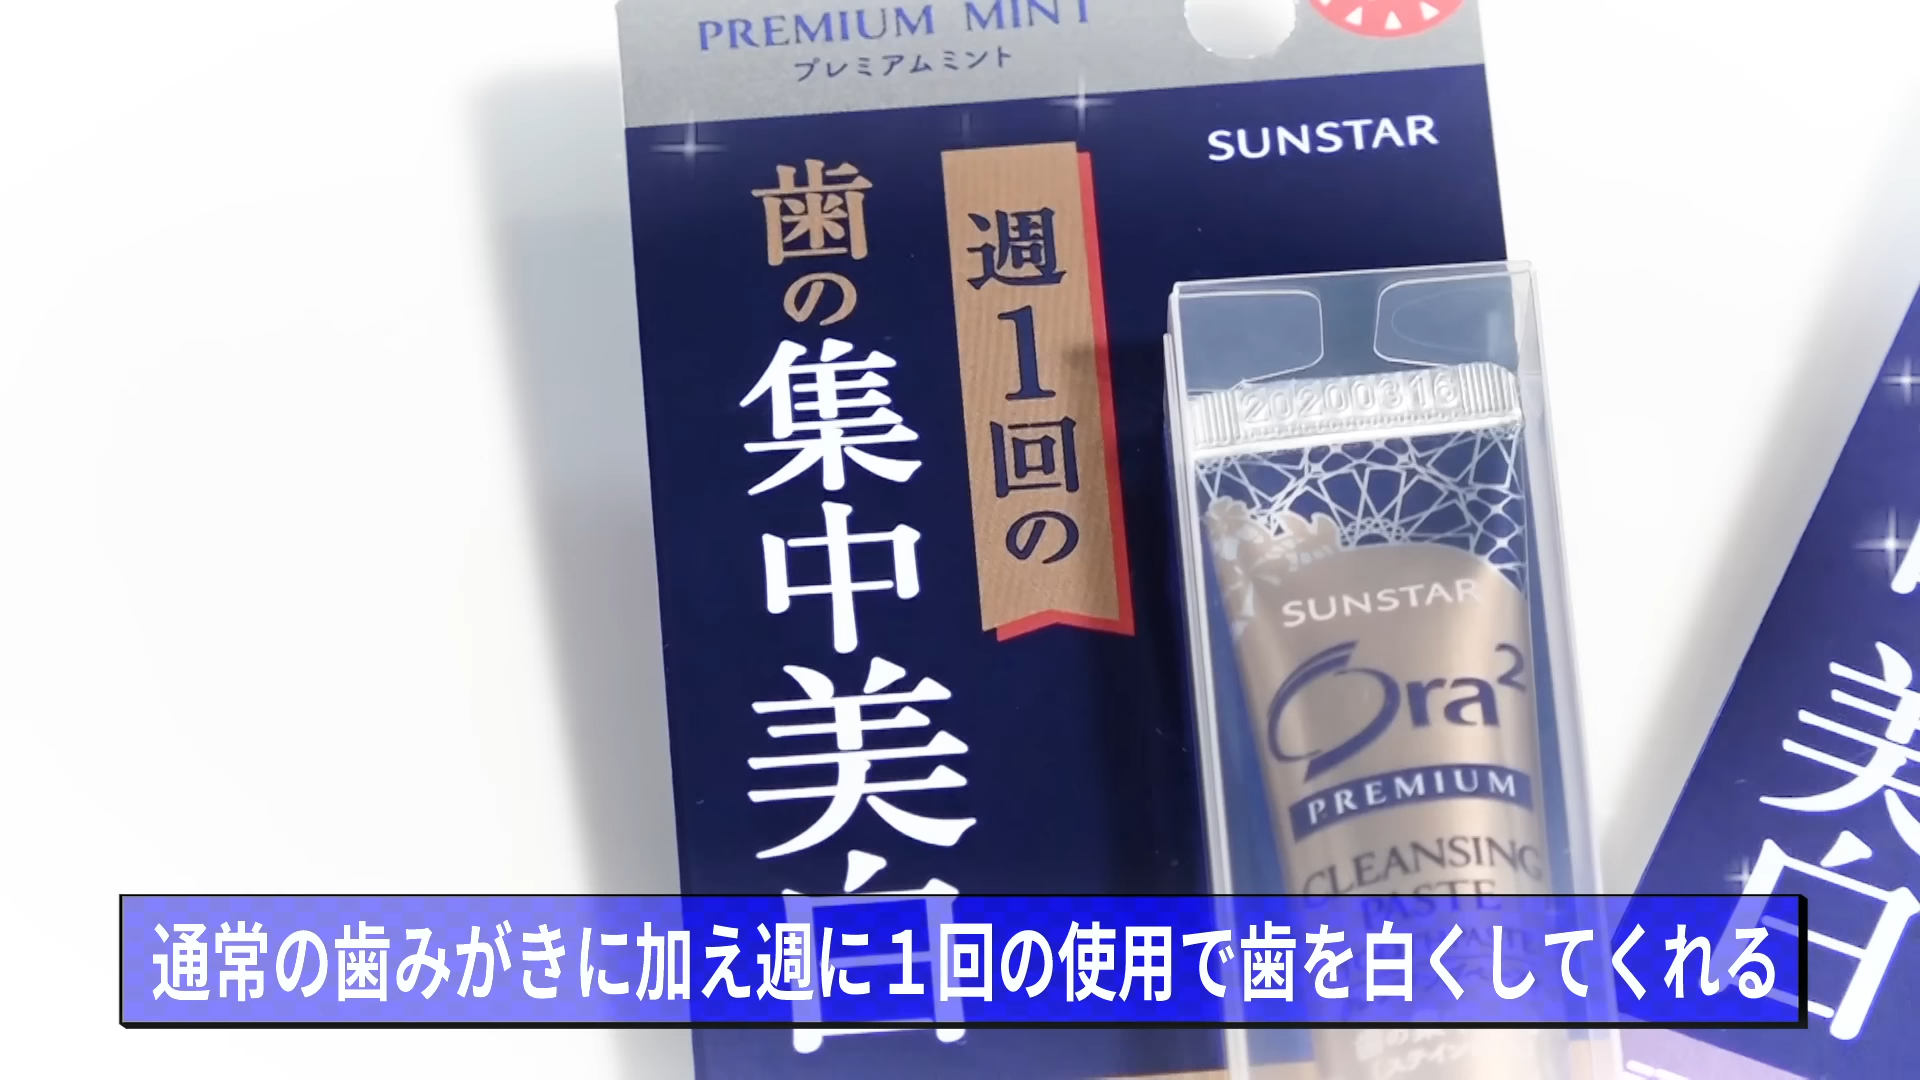 PREMIUM MINT
プレミアムミント
SUNSTAR
週1回の
歯の集中美白
20200316
SUNSTAR
Ora²
PREMIUM
CLEANSING
PASTE
美白
通常の歯みがきに加え週に１回の使用で歯を白くしてくれる